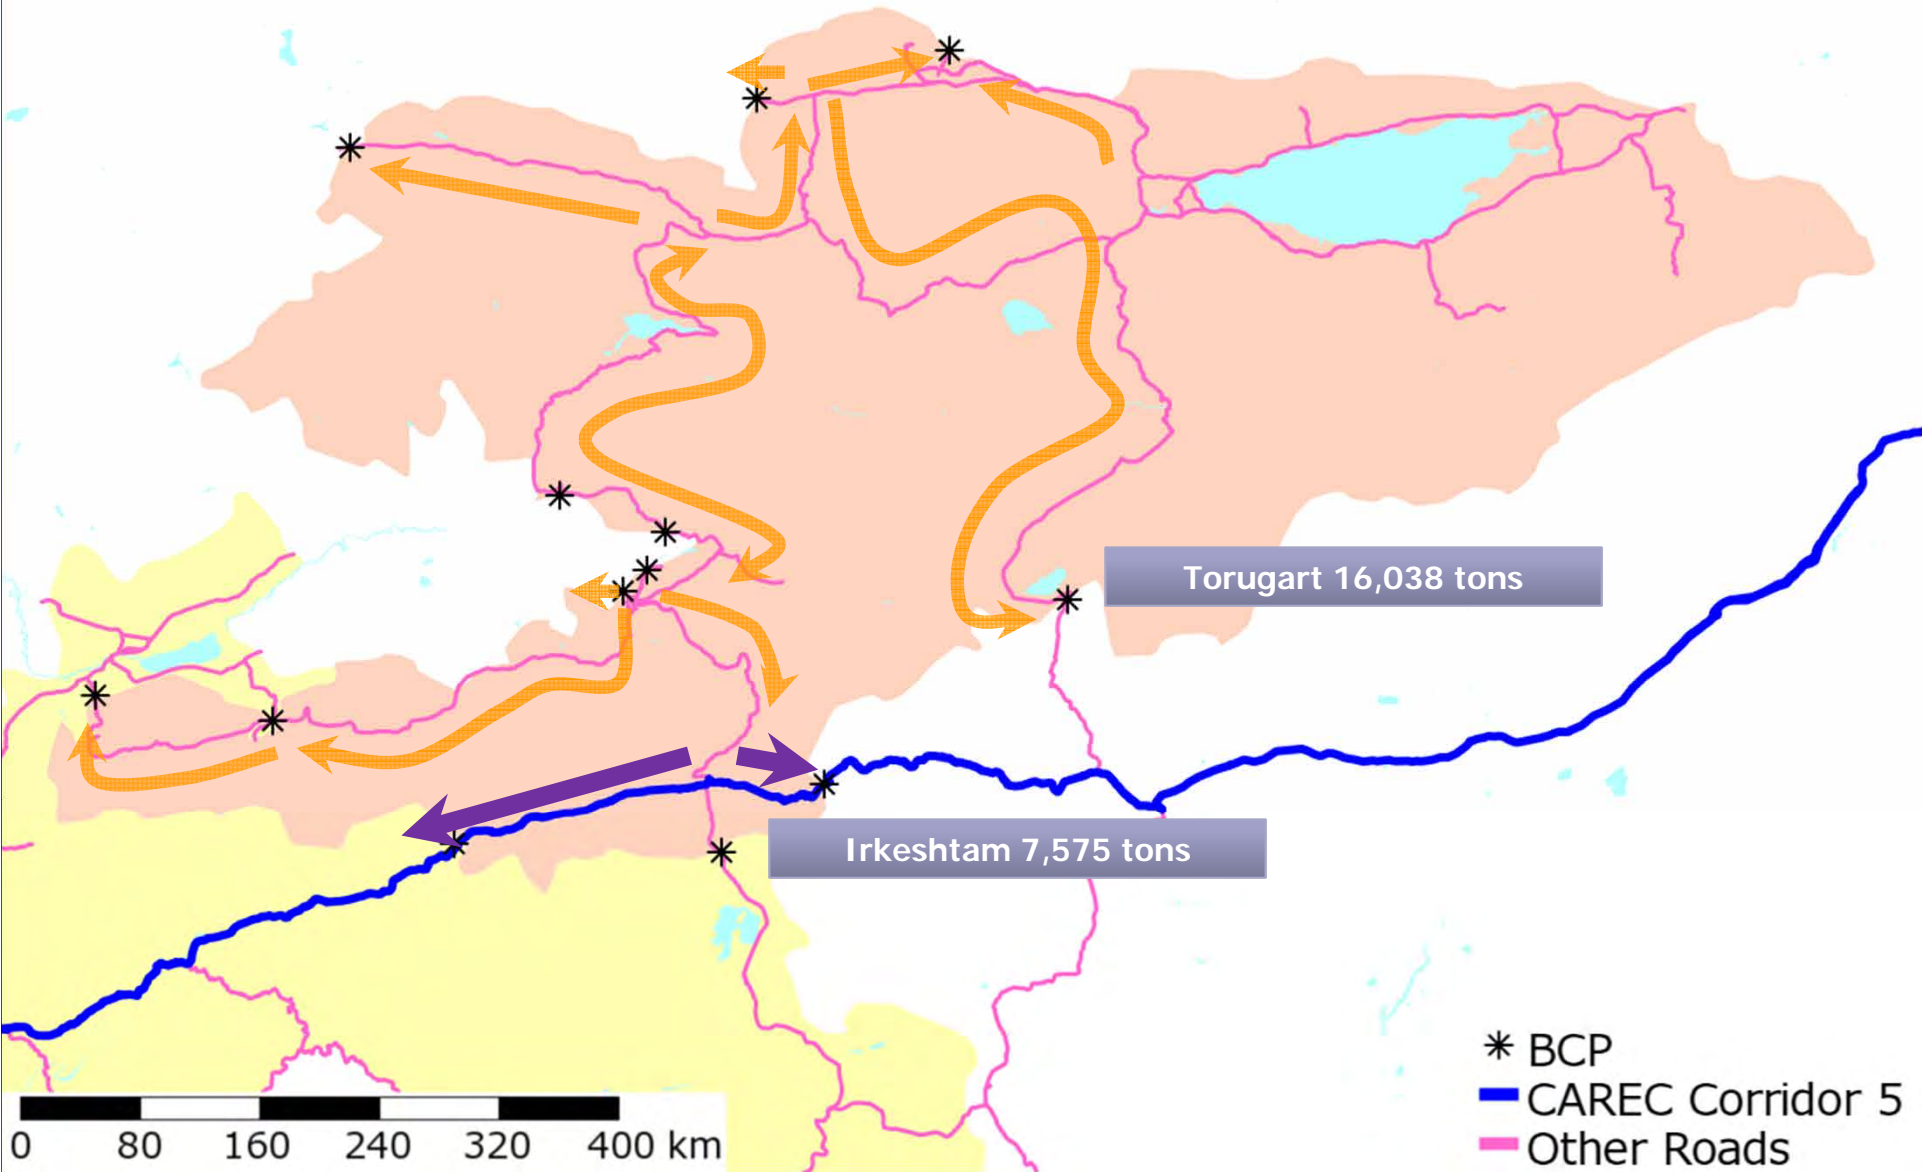 Torugart 16,038 tons
Irkeshtam 7,575 tons
BCP
CAREC Corridor 5
Other Roads
0 80 160 240 320 400 km